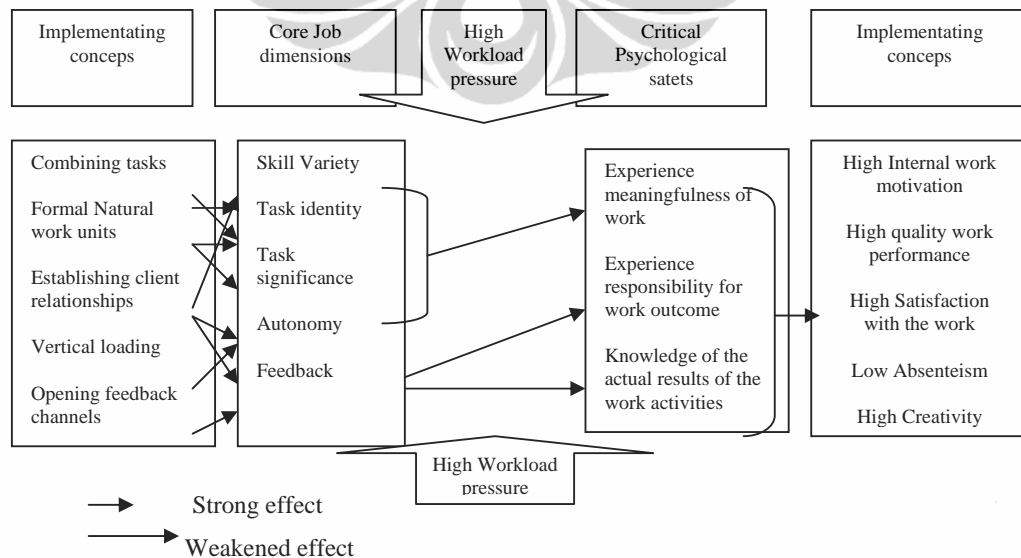 Implementating
conceps
Core Job
dimensions
High
Workload
pressure
Critical
Psychological
satets
Implementating
conceps
Combining tasks
Formal Natural
work units
Establishing client
relationships
Vertical loading
Opening feedback
channels
Skill Variety
Task identity
Task
significance
Autonomy
Feedback
Experience
meaningfulness of
work
Experience
responsibility for
work outcome
Knowledge of the
actual results of the
work activities
High Internal work
motivation
High quality work
performance
High Satisfaction
with the work
Low Absenteism
High Creativity
High Workload
pressure
Strong effect
Weakened effect